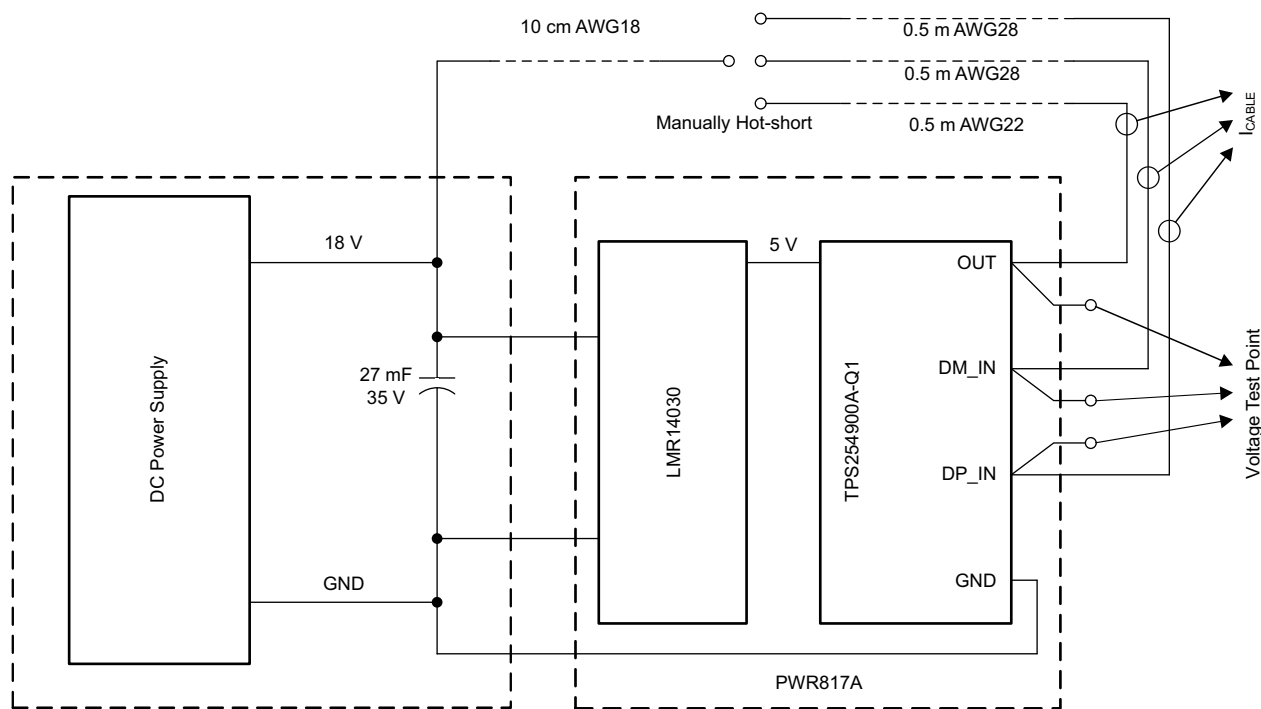 10 cm AWG18
0.5 m AWG28
0.5 m AWG28
Manually Hot-short
0.5 m AWG22
ICABLE
DC Power Supply
18 V
27 mF
35 V
GND
LMR14030
5 V
TPS254900A-Q1
OUT
DM_IN
DP_IN
GND
Voltage Test Point
PWR817A